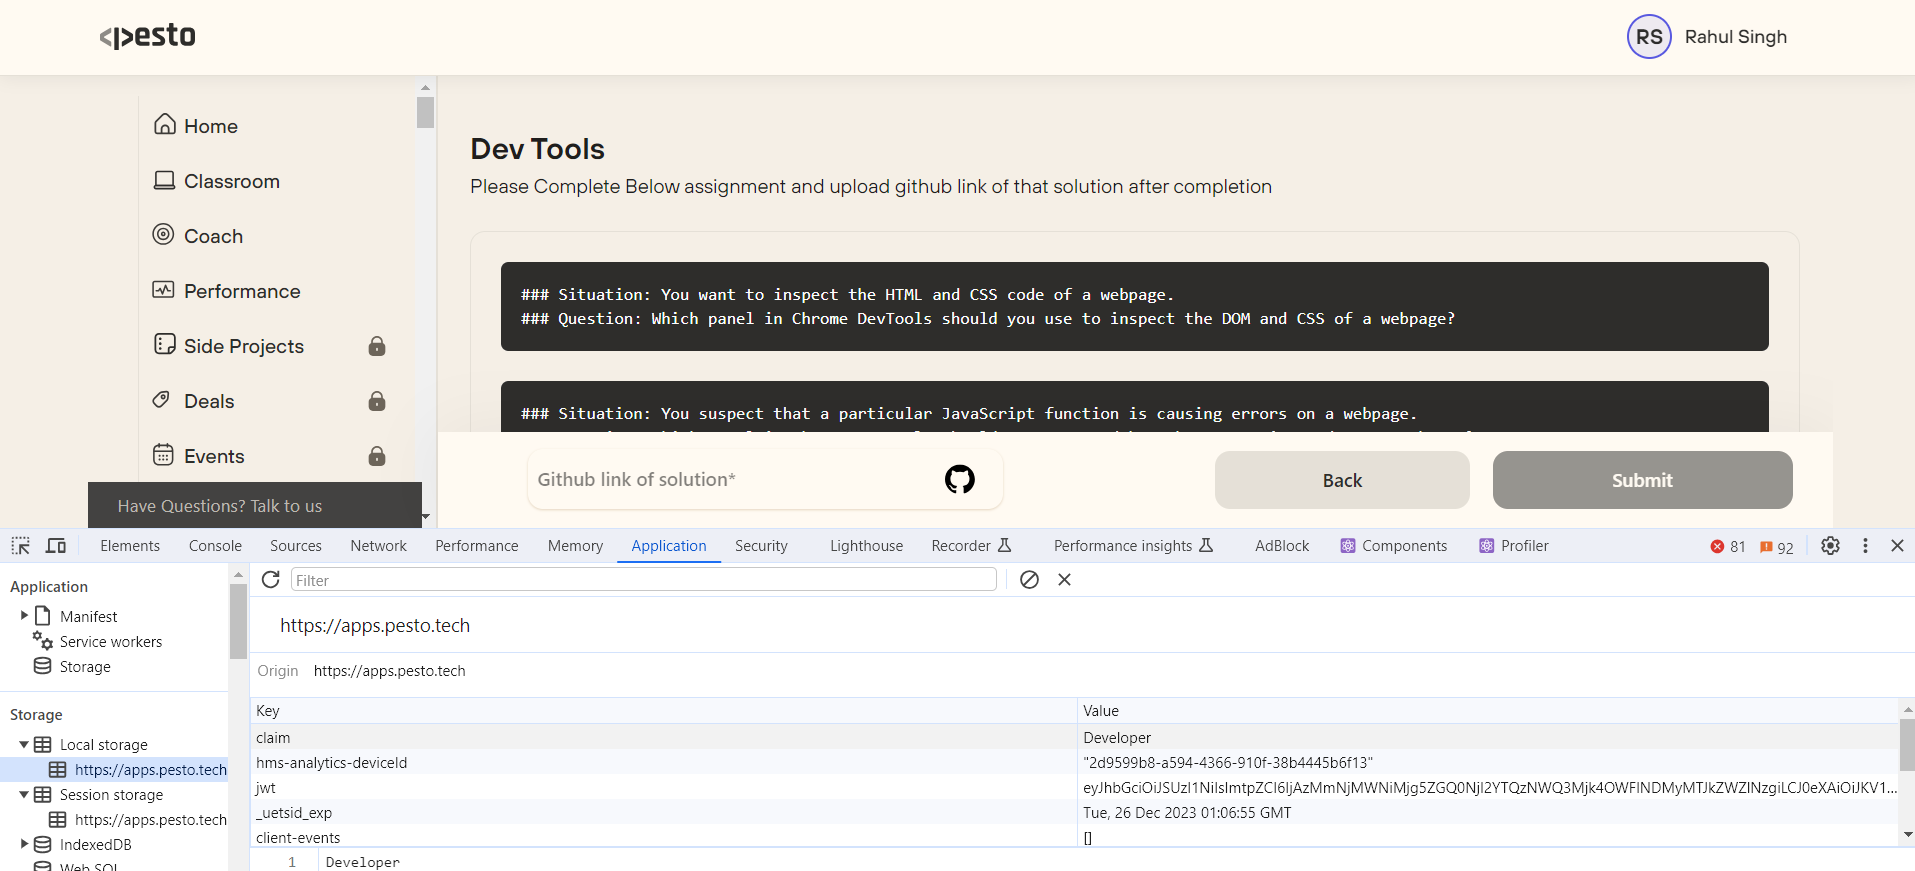 <pesto
RS Rahul Singh
Home
Classroom
Coach
Performance
Side Projects
Deals
Events
Have Questions? Talk to us
Dev Tools
Please Complete Below assignment and upload github link of that solution after completion
### Situation: You want to inspect the HTML and CSS code of a webpage.
### Question: Which panel in Chrome DevTools should you use to inspect the DOM and CSS of a webpage?
### Situation: You suspect that a particular JavaScript function is causing errors on a webpage.
Github link of solution*
Back
Submit
Elements Console Sources Network Performance Memory Application Security Lighthouse Recorder Performance insights AdBlock Components Profiler 81 92
Application
Manifest
Service workers
Storage
Storage
Local storage
https://apps.pesto.tech
Session storage
https://apps.pesto.tech
IndexedDB
Web SQL
Filter
https://apps.pesto.tech
Origin https://apps.pesto.tech
Key Value
claim Developer
hms-analytics-deviceId "2d9599b8-a594-4366-910f-38b4445b6f13"
jwt
_uetsid_exp Tue, 26 Dec 2023 01:06:55 GMT
client-events []
1 Developer